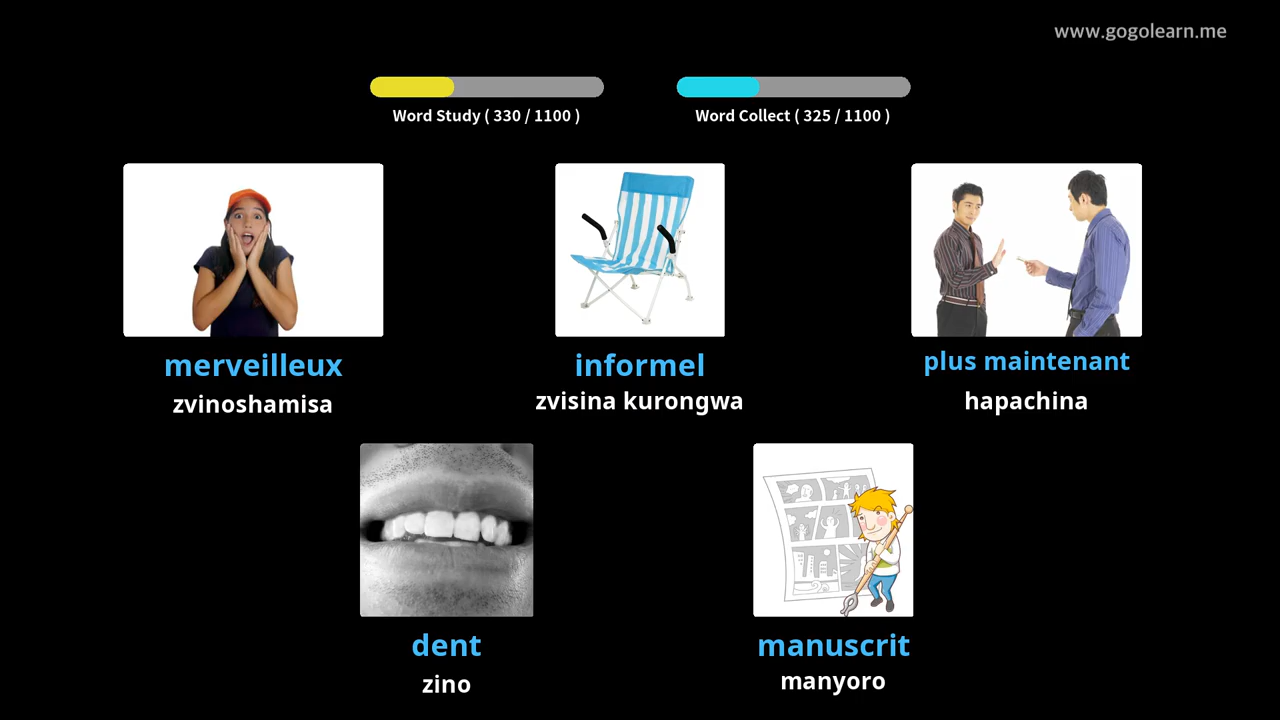 www.gogolearn.me
Word Study ( 330 / 1100 )
Word Collect ( 325 / 1100 )
merveilleux
zvinoshamisa
informel
zvisina kurongwa
plus maintenant
hapachina
dent
zino
manuscrit
manyoro